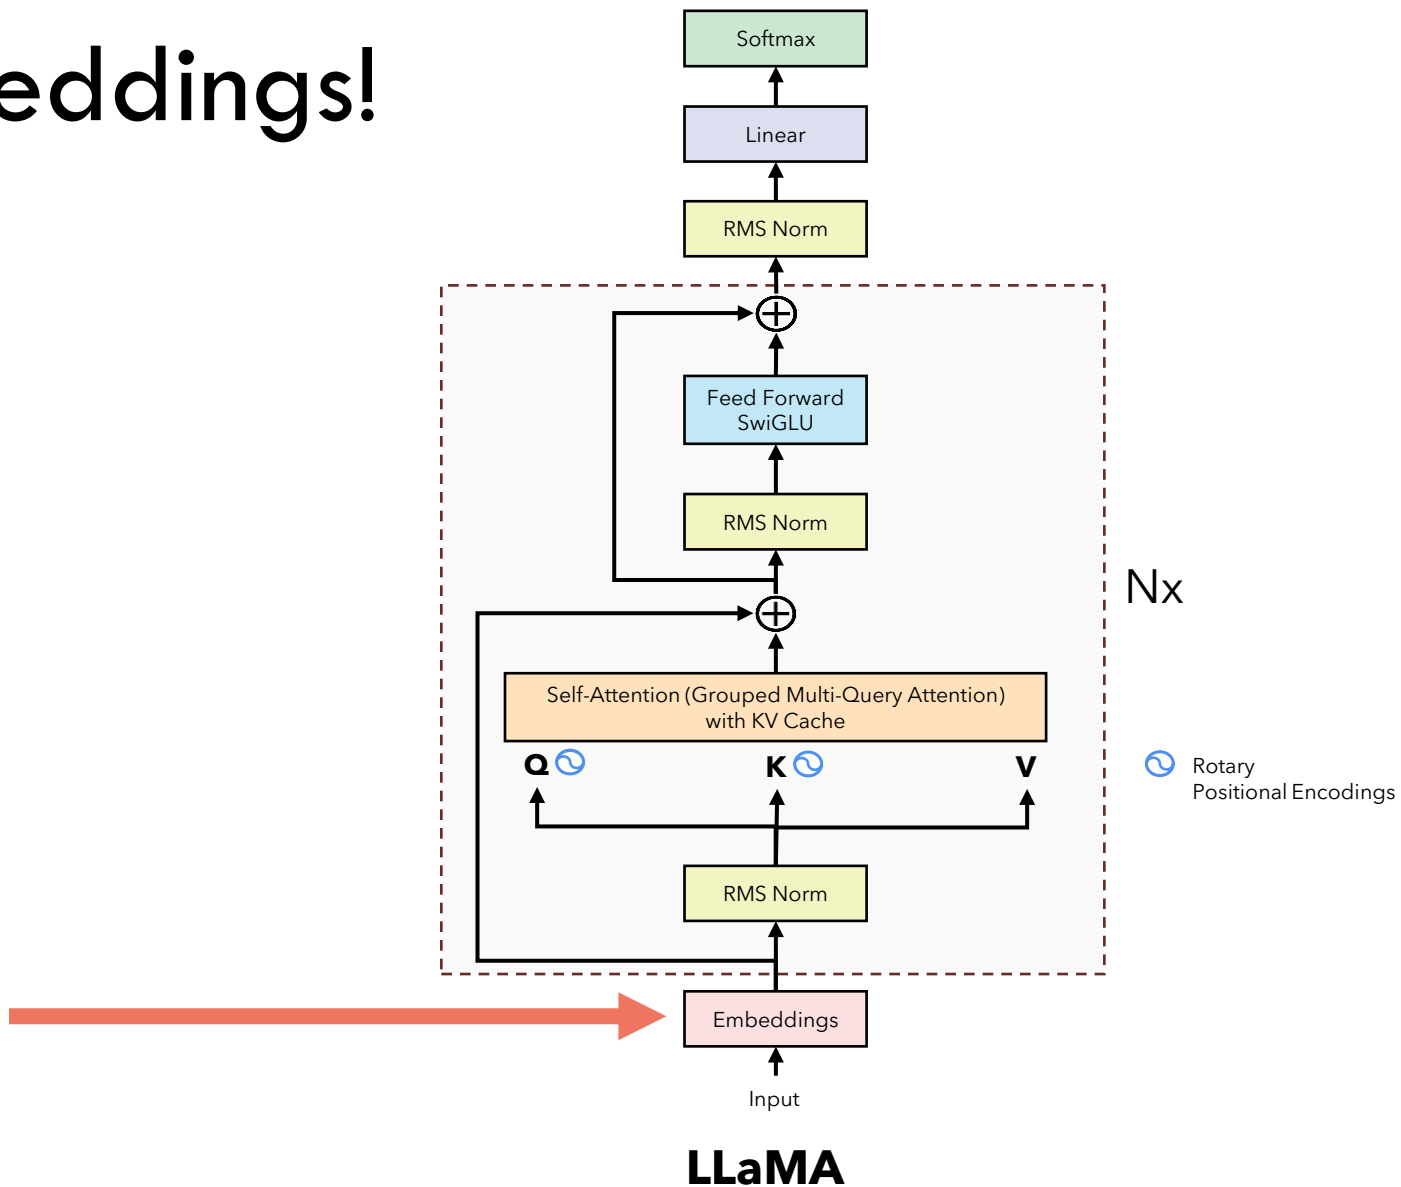 eddings!
Softmax
Linear
RMS Norm
Feed Forward
SwiGLU
RMS Norm
Nx
Self-Attention (Grouped Multi-Query Attention)
with KV Cache
Q K V
Rotary
Positional Encodings
RMS Norm
Embeddings
Input
LLaMA